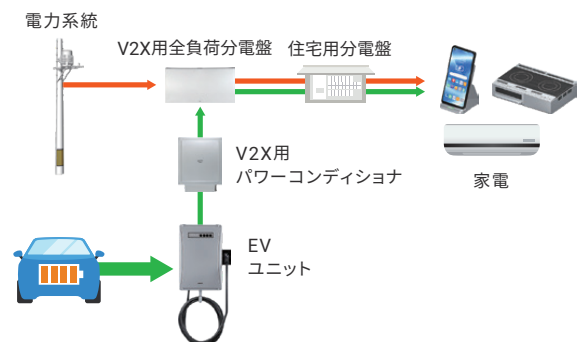 電力系統
V2X用全負荷分電盤
住宅用分電盤
V2X用
パワーコンディショナ
家電
EV
ユニット